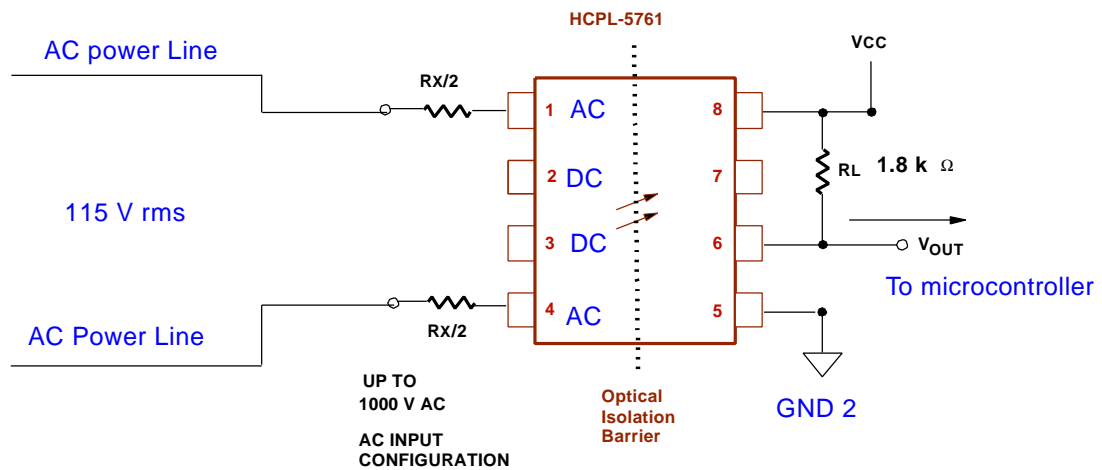 HCPL-5761
AC power Line
VCC
RX/2
1 AC 8
2 DC 7
RL 1.8 k Ω
115 V rms
3 DC 6
VOUT
To microcontroller
4 AC 5
RX/2
AC Power Line
UP TO
1000 V AC
AC INPUT
CONFIGURATION
Optical
Isolation
Barrier
GND 2